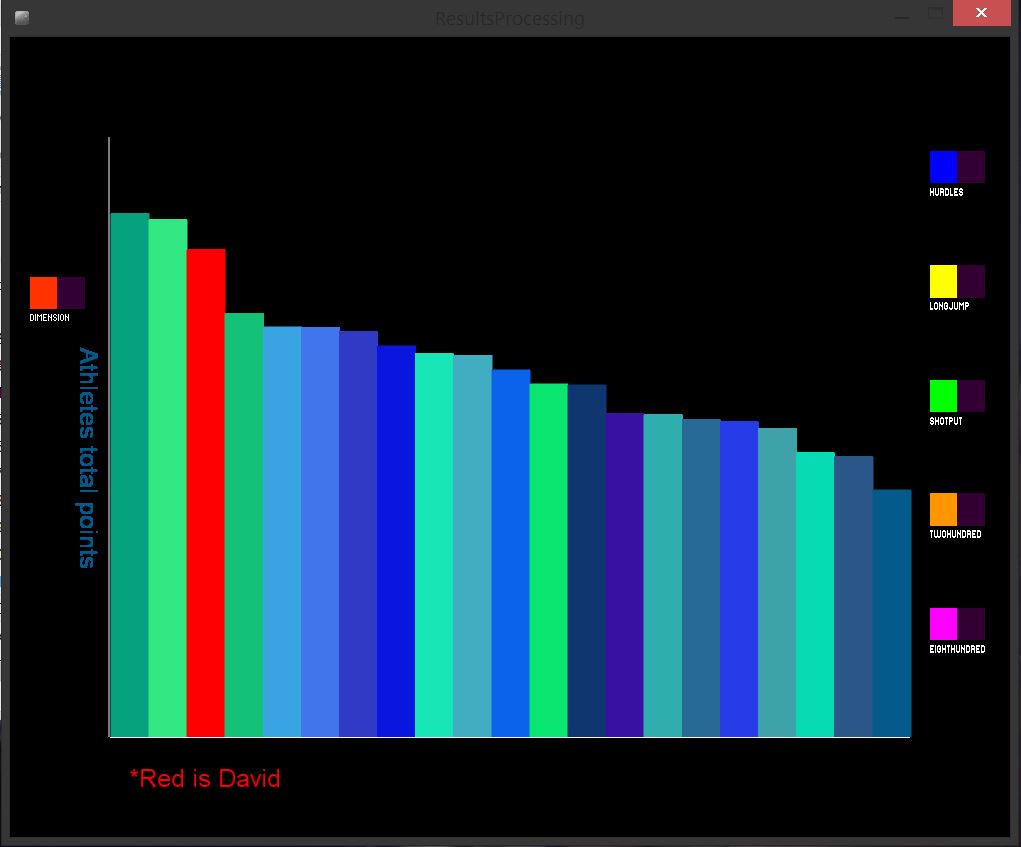 ResultsProcessing
HURDLES
DIMENSION
LONGJUMP
Athletes total points
SHOTPUT
TWOHUNDRED
EIGHTHUNDRED
*Red is David